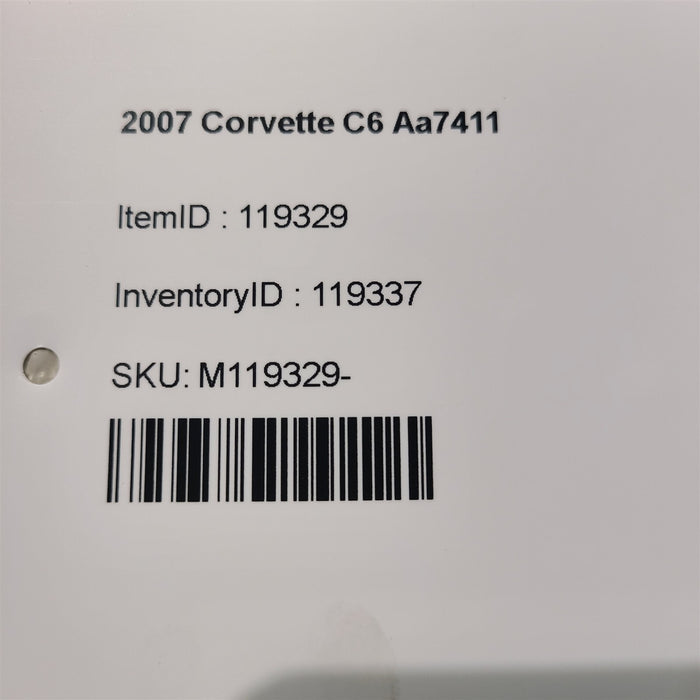 2007 Corvette C6 Aa7411
ItemID : 119329
InventoryID : 119337
SKU: M119329-